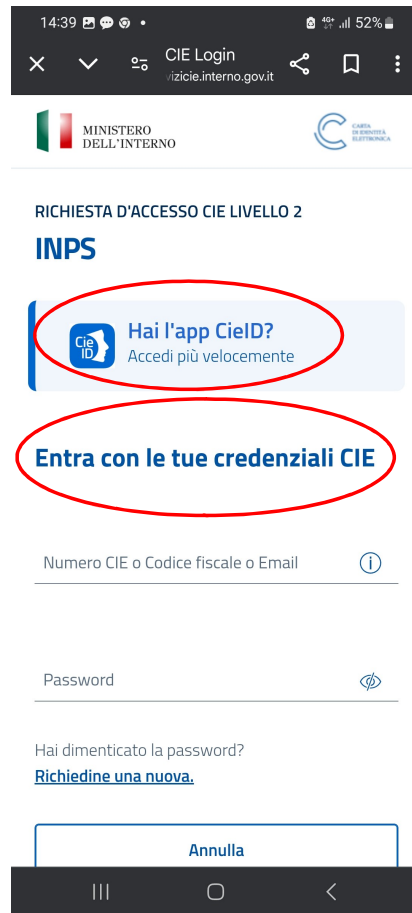 14:39 4G+ 52%
CIE Login
vizicie.interno.gov.it
MINISTERO
DELL'INTERNO
CARTA
DI IDENTITÀ
ELETTRONICA
RICHIESTA D'ACCESSO CIE LIVELLO 2
INPS
Cie
ID
Hai l'app CieID?
Accedi più velocemente
Entra con le tue credenziali CIE
Numero CIE o Codice fiscale o Email
Password
Hai dimenticato la password?
Richiedine una nuova.
Annulla